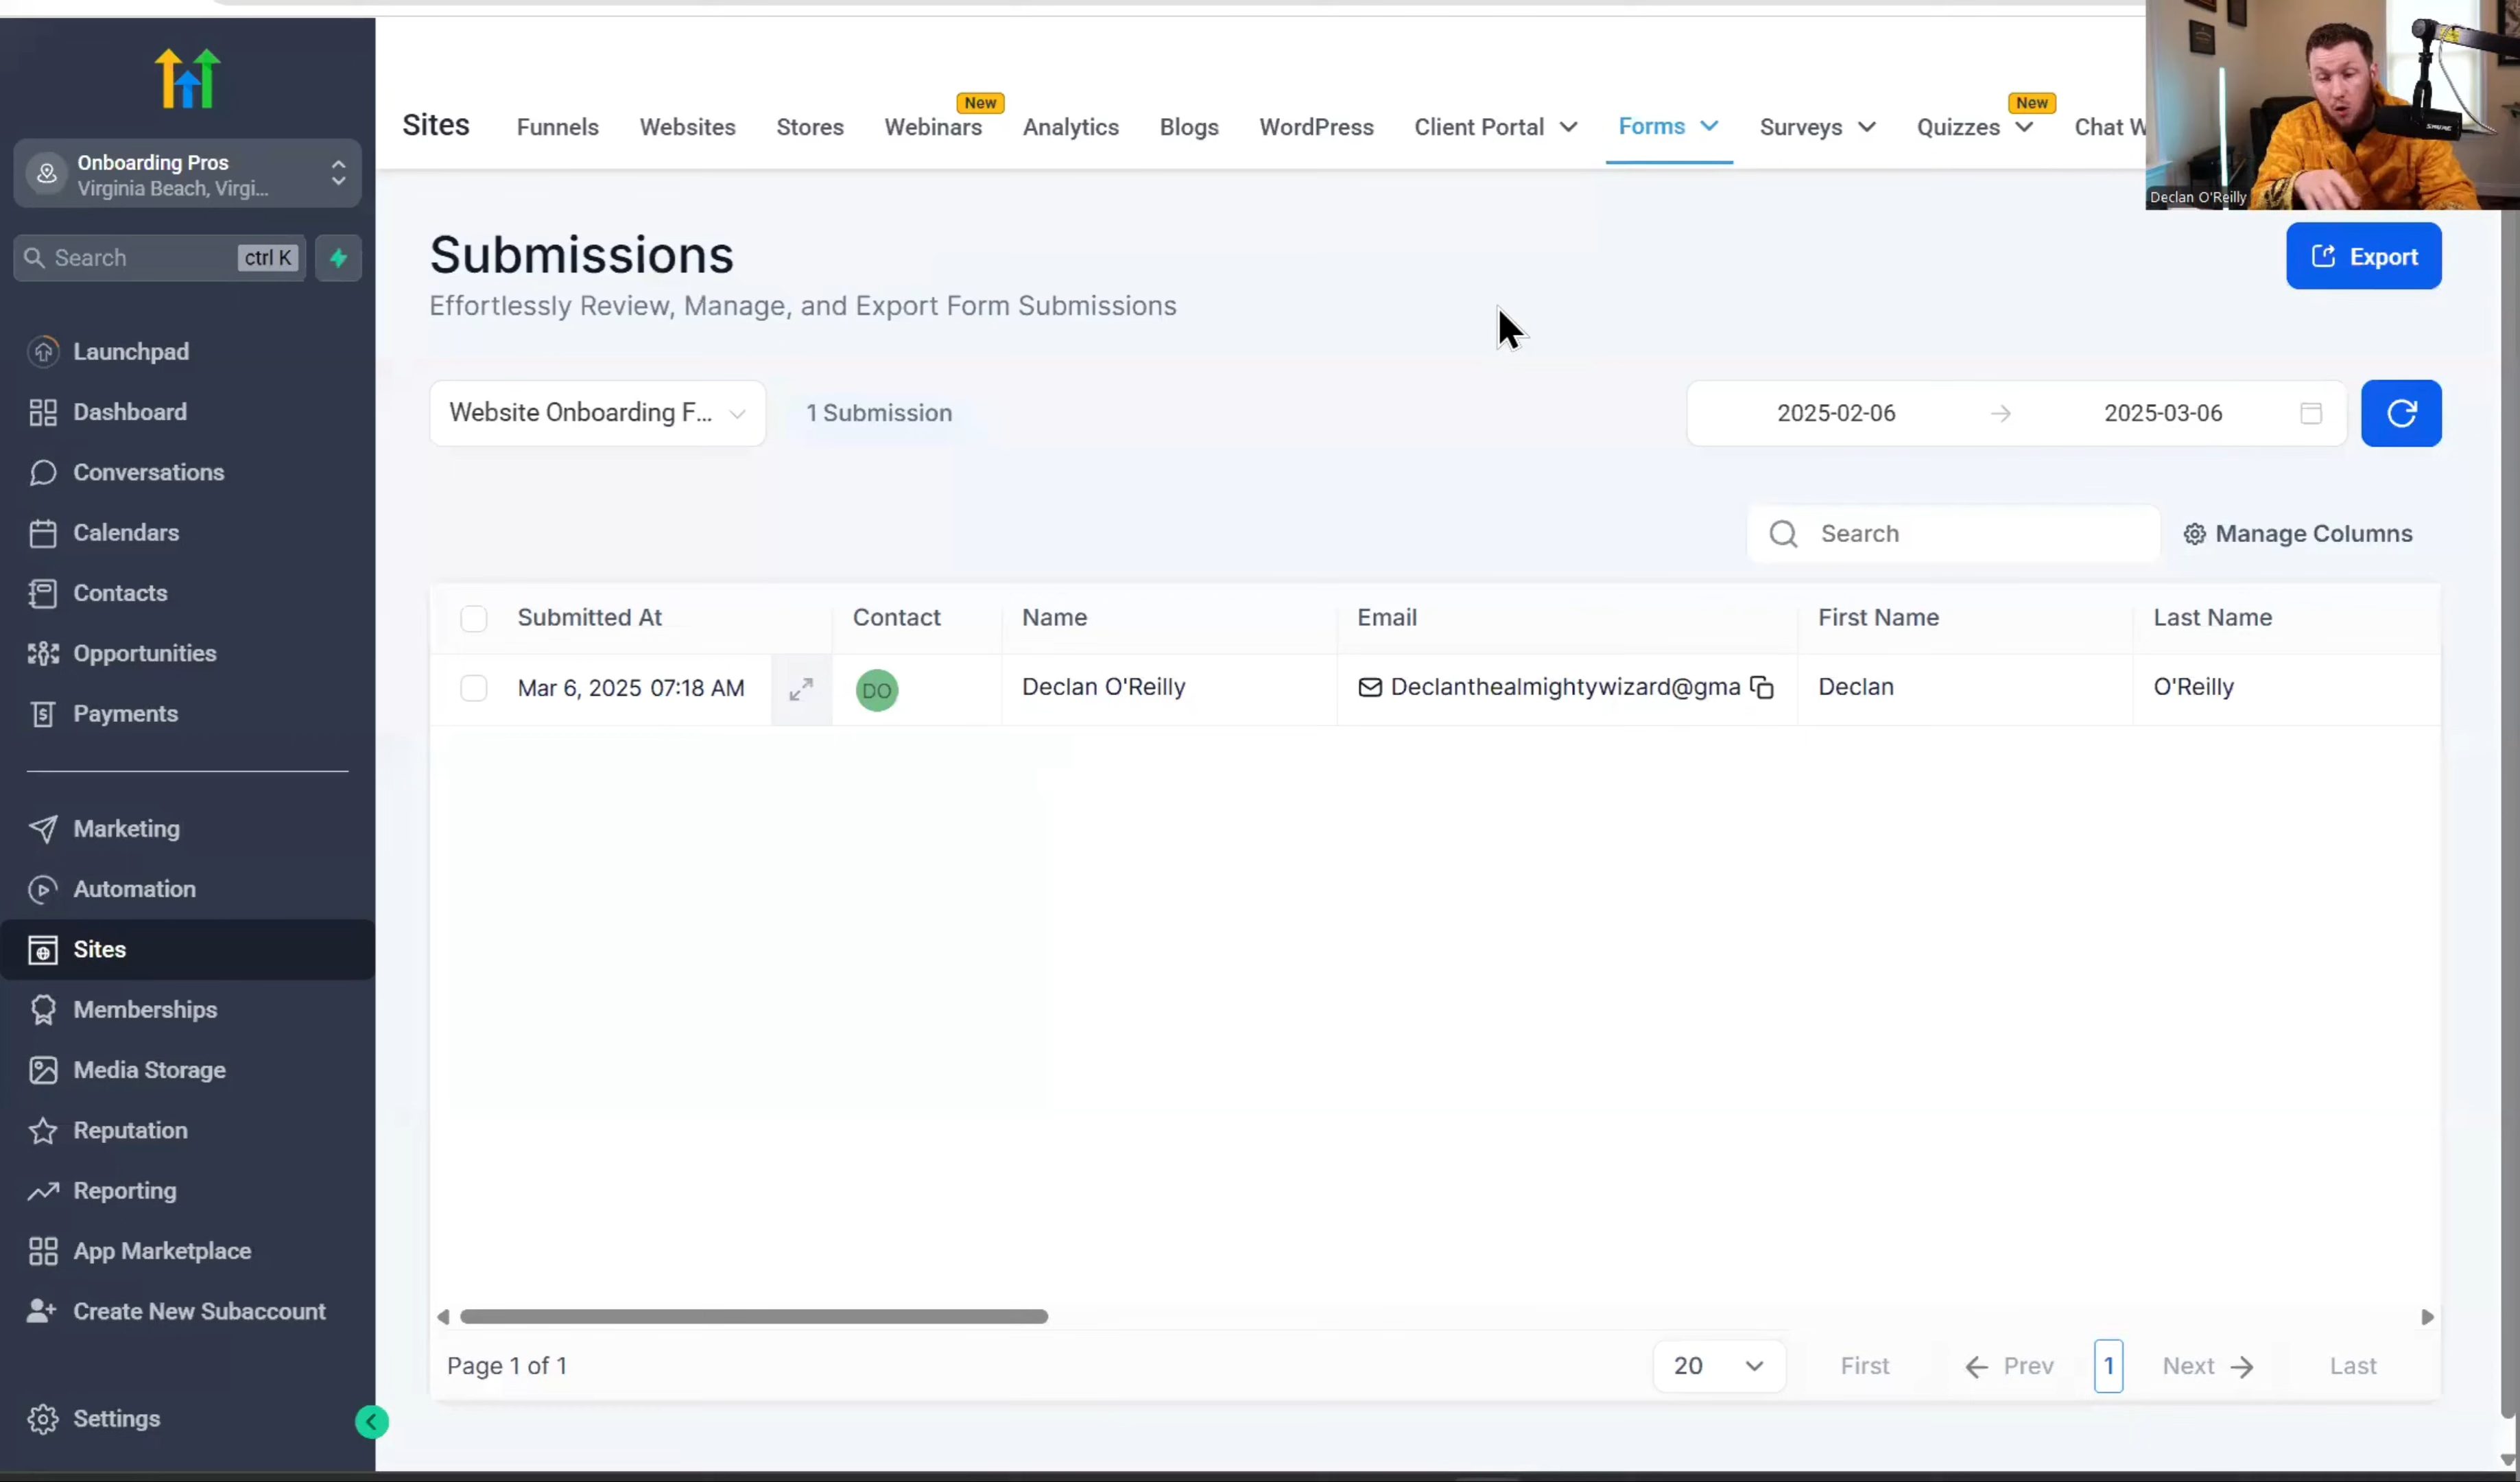 Onboarding Pros
Virginia Beach, Virgi...
Search ctrl K
Launchpad
Dashboard
Conversations
Calendars
Contacts
Opportunities
Payments
Marketing
Automation
Sites
Memberships
Media Storage
Reputation
Reporting
App Marketplace
Create New Subaccount
Settings
Sites Funnels Websites Stores Webinars New Analytics Blogs WordPress Client Portal Forms Surveys Quizzes New Chat W
SHURE
Declan O'Reilly
Submissions
Effortlessly Review, Manage, and Export Form Submissions
Export
Website Onboarding F... 1 Submission 2025-02-06 2025-03-06
Search Manage Columns
Submitted At Contact Name Email First Name Last Name
Mar 6, 2025 07:18 AM DO Declan O'Reilly Declanthealmightywizard@gma Declan O'Reilly
Page 1 of 1 20 First Prev 1 Next Last